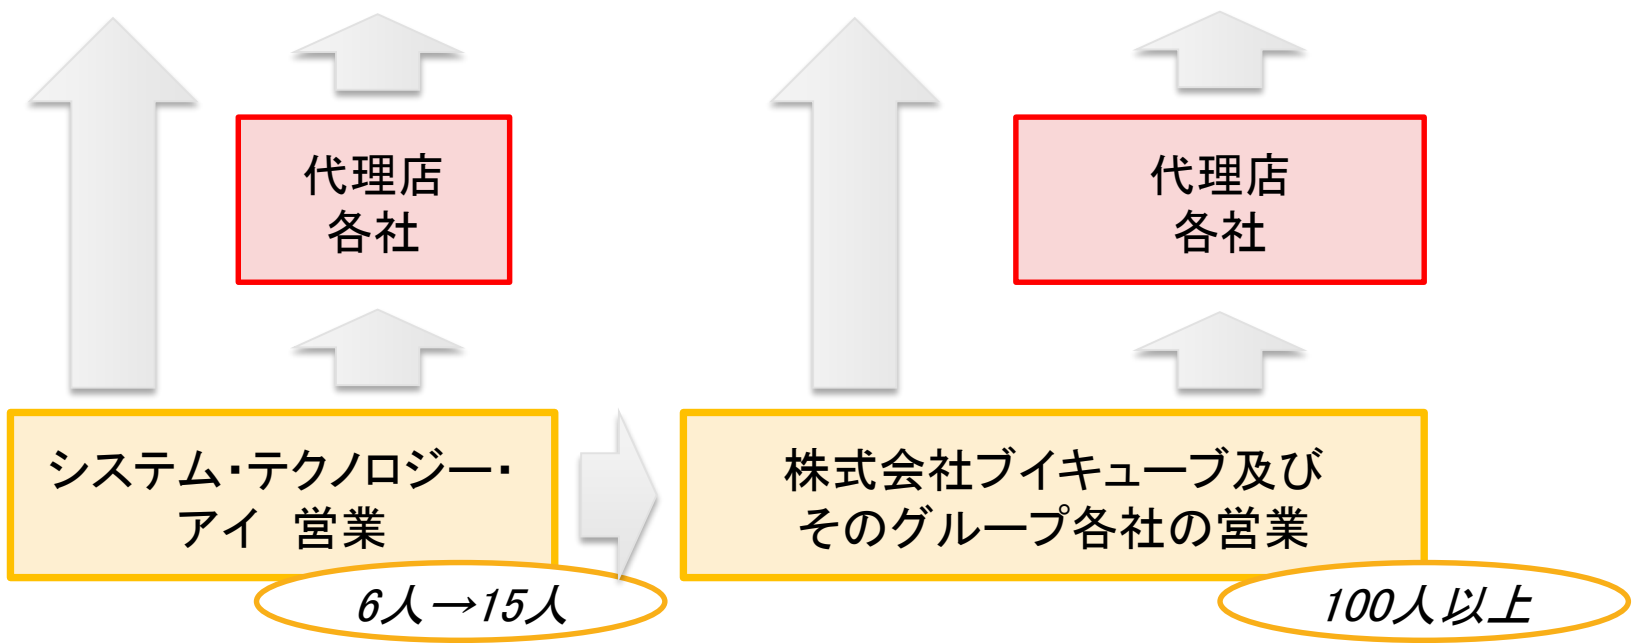 代理店
各社
代理店
各社
システム・テクノロジー・
アイ　営業
6人→15人
株式会社ブイキューブ及び
そのグループ各社の営業
100人以上